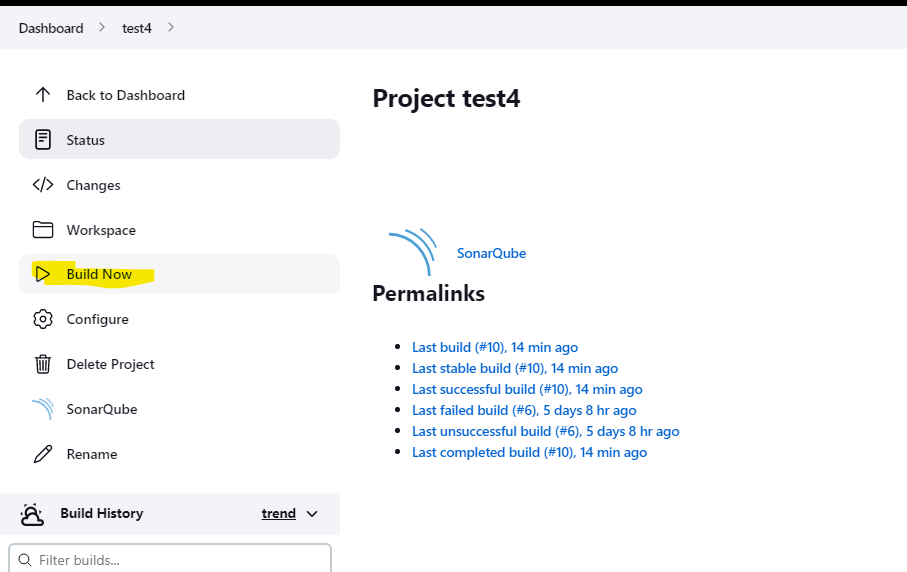 Dashboard > test4 >
Back to Dashboard
Status
Changes
Workspace
Build Now
Configure
Delete Project
SonarQube
Rename
Build History trend
Filter builds...
Project test4
SonarQube
Permalinks
Last build (#10), 14 min ago
Last stable build (#10), 14 min ago
Last successful build (#10), 14 min ago
Last failed build (#6), 5 days 8 hr ago
Last unsuccessful build (#6), 5 days 8 hr ago
Last completed build (#10), 14 min ago